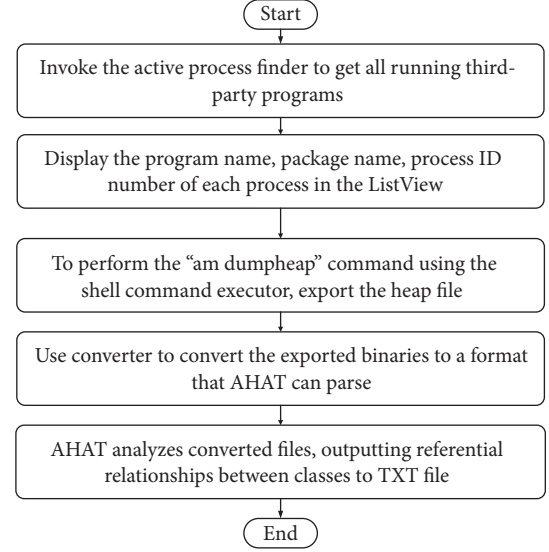 Start
Invoke the active process finder to get all running third-
party programs
Display the program name, package name, process ID
number of each process in the ListView
To perform the “am dumpheap” command using the
shell command executor, export the heap file
Use converter to convert the exported binaries to a format
that AHAT can parse
AHAT analyzes converted files, outputting referential
relationships between classes to TXT file
End